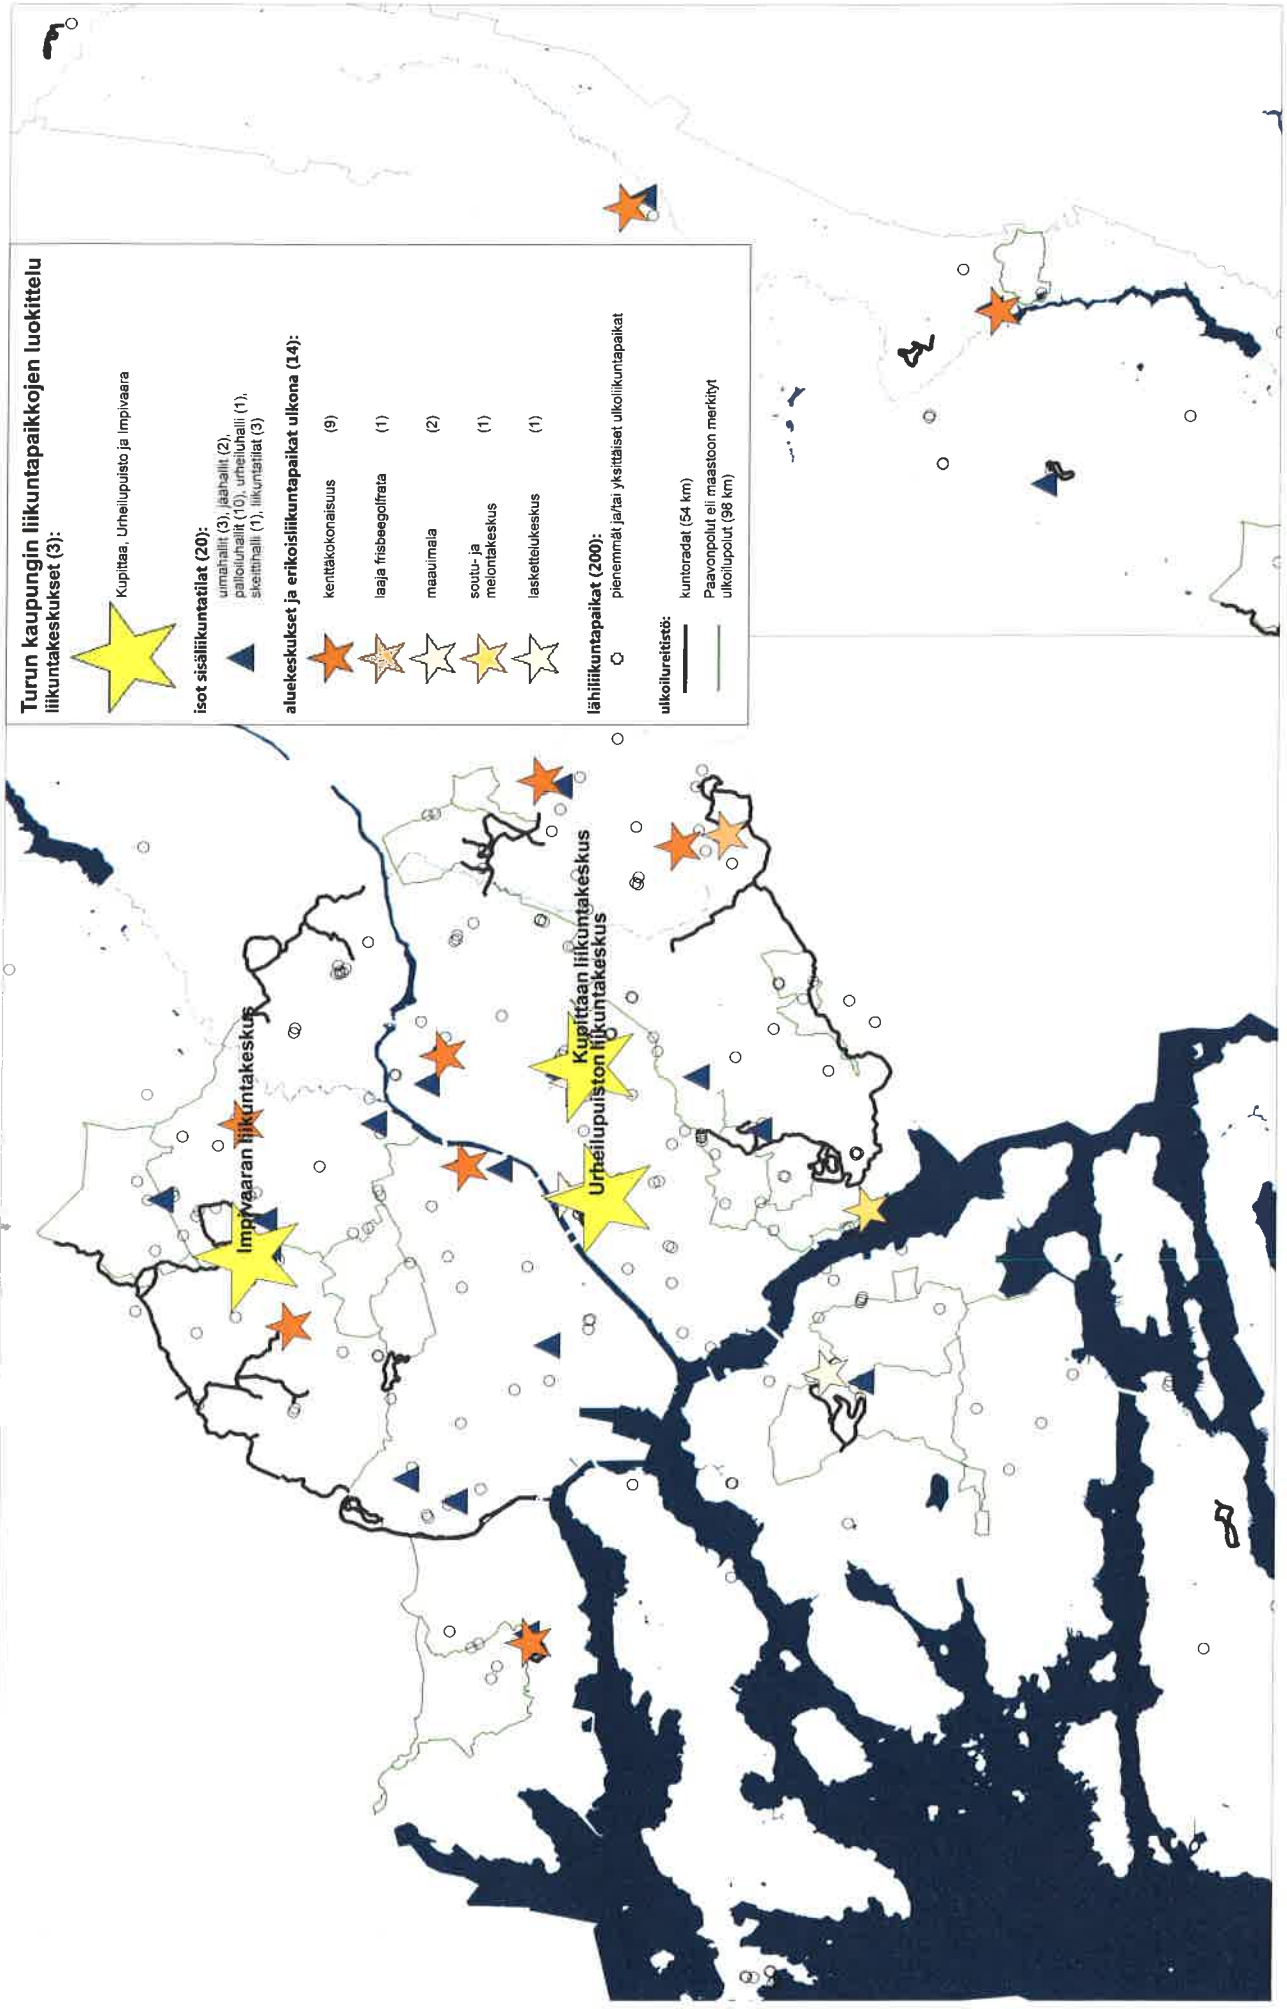 Turun kaupungin liikuntapaikkojen luokittelu
liikuntakeskukset (3):
Kupittaa, Urheilupuisto ja Impivaara
isot sisäliikuntatilat (20):
uimahallit (3), jäähallit (2),
palloiluhallit (10), urheiluhalli (1),
skeittihalli (1), liikuntatilat (3)
aluekeskukset ja erikoisliikuntapaikat ulkona (14):
kenttäkokonaisuus (9)
laaja frisbeegolfrata (1)
maauimala (2)
soutu- ja
melontakeskus (1)
laskettelukeskus (1)
lähiliikuntapaikat (200):
pienemmät ja/tai yksittäiset ulkoliikuntapaikat
ulkoilureitistö:
kuntoradat (54 km)
Paavonpolut eli maastoon merkityt
ulkoilupolut (98 km)
Impivaaran liikuntakeskus
Kupittaan liikuntakeskus
Urheilupuiston liikuntakeskus